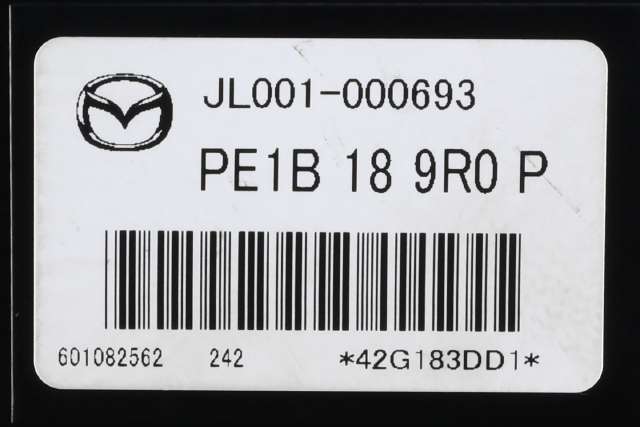 JL001-000693
PE1B 18 9R0 P
601082562 242 *42G183DD1*